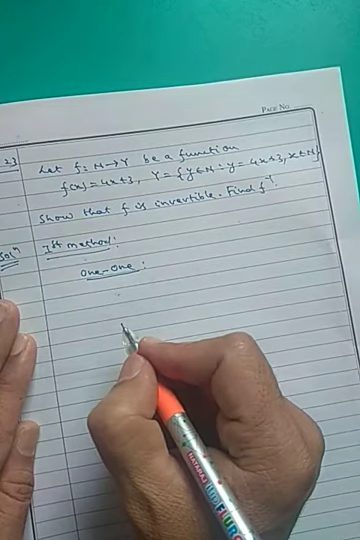 PAGE NO.
23
Let f: N→Y be a function
f(x) = 4x+3, Y = {y∈N : y = 4x+3, x∈N}
Show that f is invertible. Find f⁻¹.
Solⁿ
Ist method:
One-One:
NATARAJ